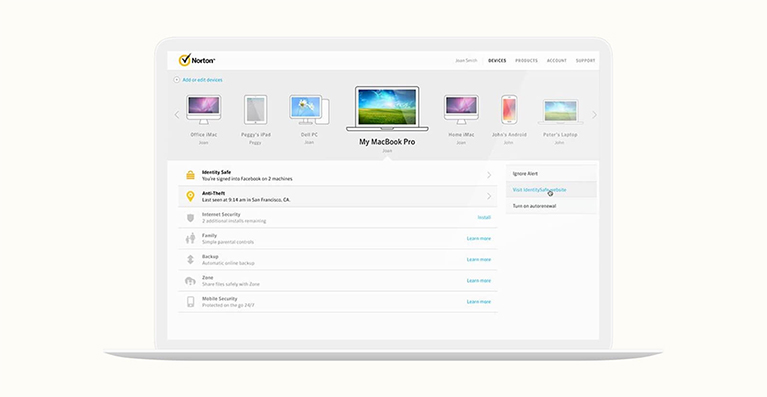 Norton
Joan Smith DEVICES PRODUCTS ACCOUNT SUPPORT
Add or edit devices
Office iMac
Joan
Peggy's iPad
Peggy
Dell PC
Joan
My MacBook Pro
Joan
Home iMac
Joan
John's Android
John
Peter's Laptop
John
Identity Safe
You're signed into Facebook on 2 machines.
Anti-Theft
Last seen at 9:14 am in San Francisco, CA.
Internet Security
2 additional installs remaining
Install
Family
Simple parental controls
Learn more
Backup
Automatic online backup
Learn more
Zone
Share files safely with Zone
Learn more
Mobile Security
Protected on the go 24/7
Learn more
Ignore Alert
Visit IdentitySafe website
Turn on autorenewal